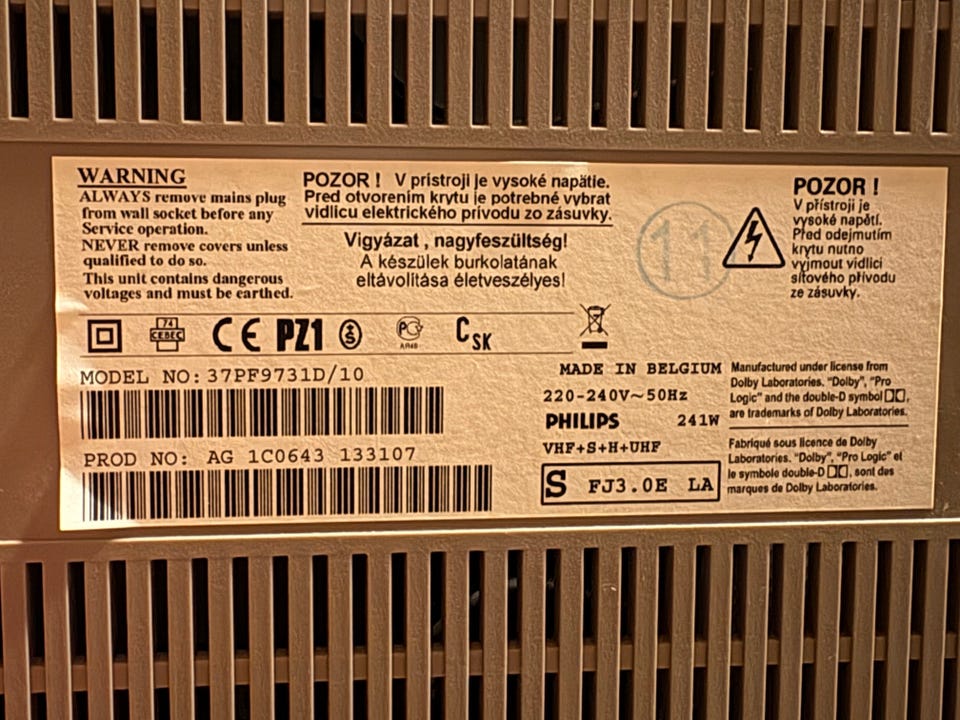 WARNING
ALWAYS remove mains plug
from wall socket before any
Service operation.
NEVER remove covers unless
qualified to do so.
This unit contains dangerous
voltages and must be earthed.
POZOR ! V prístroji je vysoké napätie.
Pred otvorením krytu je potrebné vybrat
vidlicu elektrického prívodu zo zásuvky.
Vigyázat , nagyfeszültség!
A készülek burkolatának
eltávolítása életveszélyes!
11
POZOR !
V přístroji je
vysoké napětí.
Před odejmutím
krytu nutno
vyjmout vidlici
síťového přívodu
ze zásuvky.
74
CEBEC
CE PZ1 S
PC
CSK
MODEL NO: 37PF9731D/10
PROD NO: AG 1C0643 133107
MADE IN BELGIUM
220-240V~50Hz
PHILIPS 241W
VHF+S+H+UHF
S FJ3.0E LA
Manufactured under license from
Dolby Laboratories. "Dolby", "Pro
Logic" and the double-D symbol
are trademarks of Dolby Laboratories.
Fabriqué sous licence de Dolby
Laboratories. "Dolby", "Pro Logic" et
le symbole double-D , sont des
marques de Dolby Laboratories.